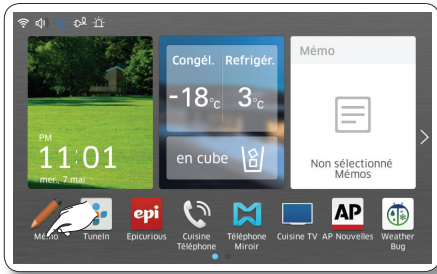 Congél. Refrigér.
-18°c 3°c
en cube
Mémo
Non sélectionné
Mémos
PM
11:01
mer., 7 mai
Mémo
TuneIn
epi
Epicurious
Cuisine
Téléphone
Téléphone
Miroir
Cuisine TV
AP
AP Nouvelles
Weather
Bug